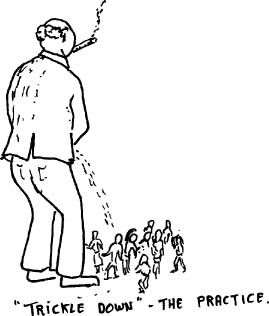 "TRICKLE DOWN" - THE PRACTICE.